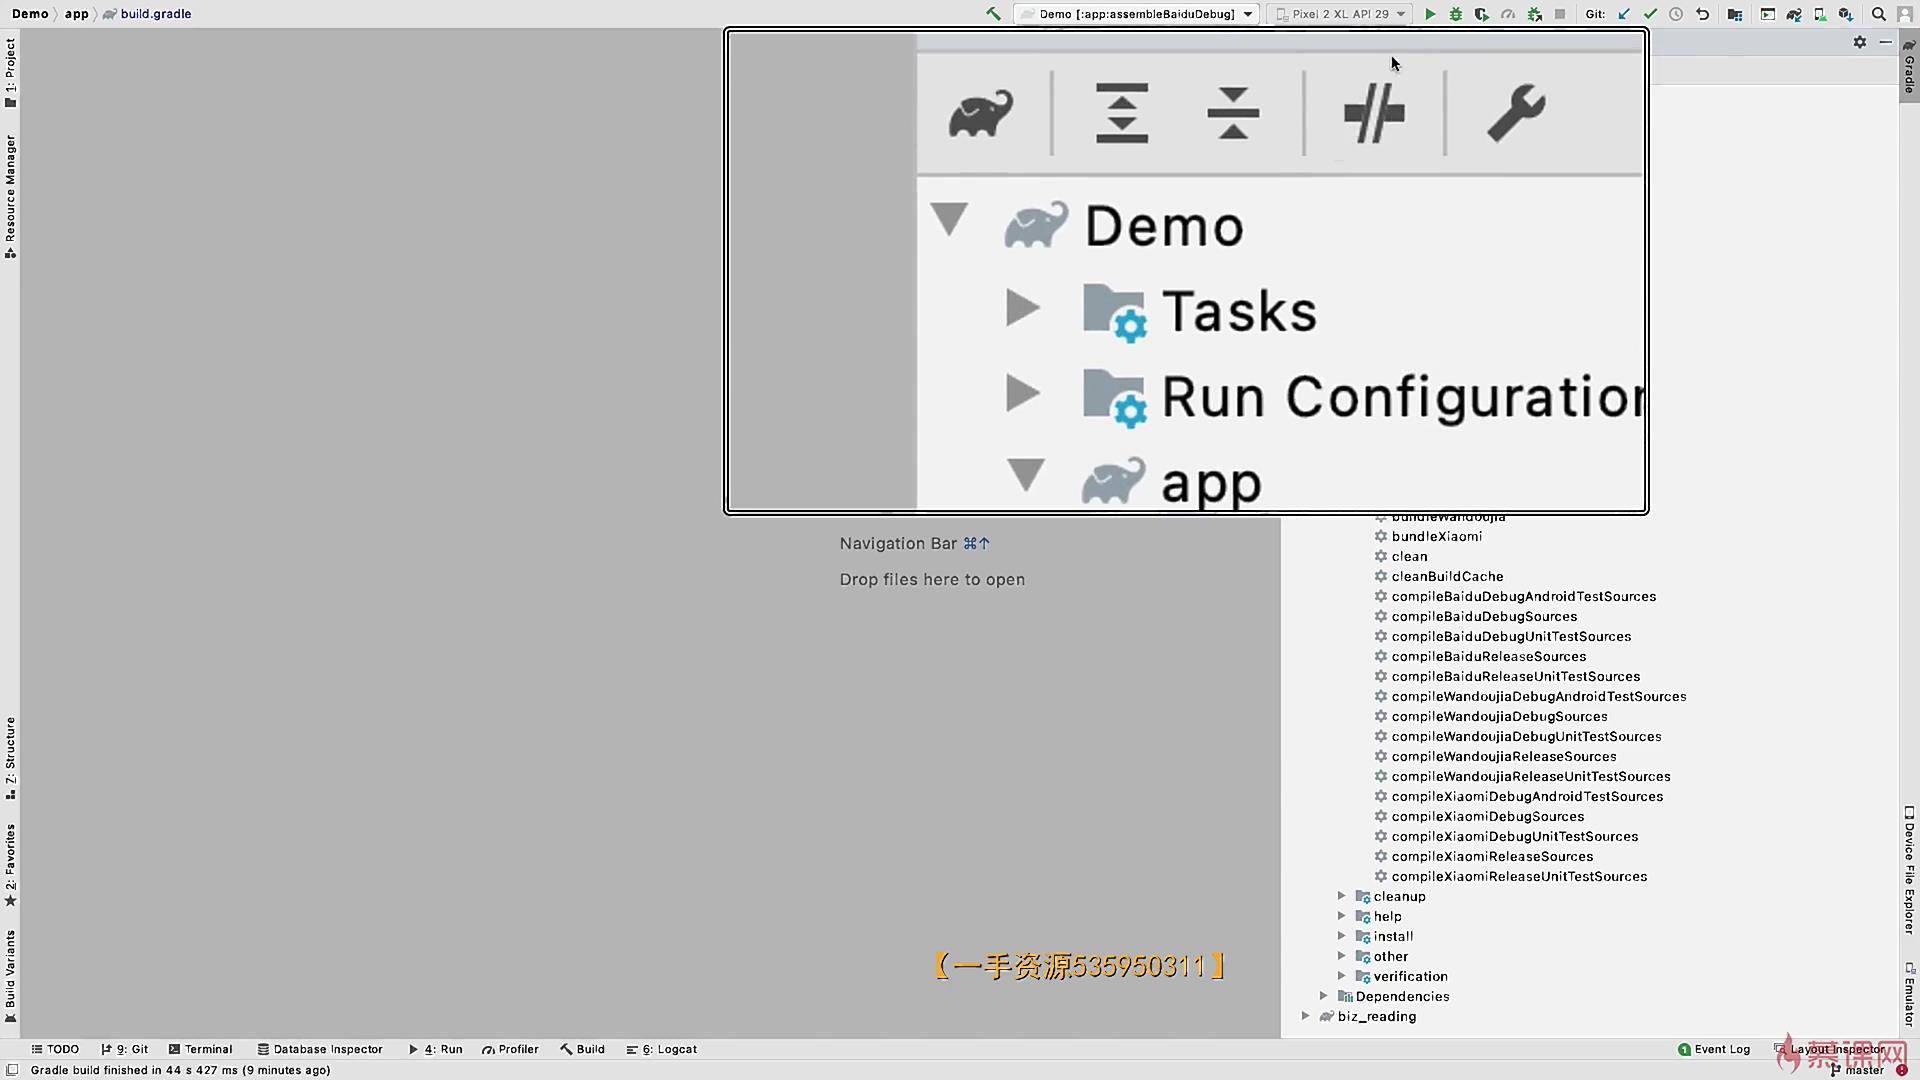 Demo app build.gradle
Demo [:app:assembleBaiduDebug]
Pixel 2 XL API 29
Git:
1: Project
Resource Manager
Gradle
Demo
Tasks
Run Configuration
app
Navigation Bar ⌘↑
Drop files here to open
bundleWandoujia
bundleXiaomi
clean
cleanBuildCache
compileBaiduDebugAndroidTestSources
compileBaiduDebugSources
compileBaiduDebugUnitTestSources
compileBaiduReleaseSources
compileBaiduReleaseUnitTestSources
compileWandoujiaDebugAndroidTestSources
compileWandoujiaDebugSources
compileWandoujiaDebugUnitTestSources
compileWandoujiaReleaseSources
compileWandoujiaReleaseUnitTestSources
compileXiaomiDebugAndroidTestSources
compileXiaomiDebugSources
compileXiaomiDebugUnitTestSources
compileXiaomiReleaseSources
compileXiaomiReleaseUnitTestSources
cleanup
help
install
other
verification
Dependencies
biz_reading
7: Structure
2: Favorites
Build Variants
Device File Explorer
Emulator
【一手资源535950311】
TODO
9: Git
Terminal
Database Inspector
4: Run
Profiler
Build
6: Logcat
1 Event Log
Layout Inspector
慕课网
Gradle build finished in 44 s 427 ms (9 minutes ago)
master